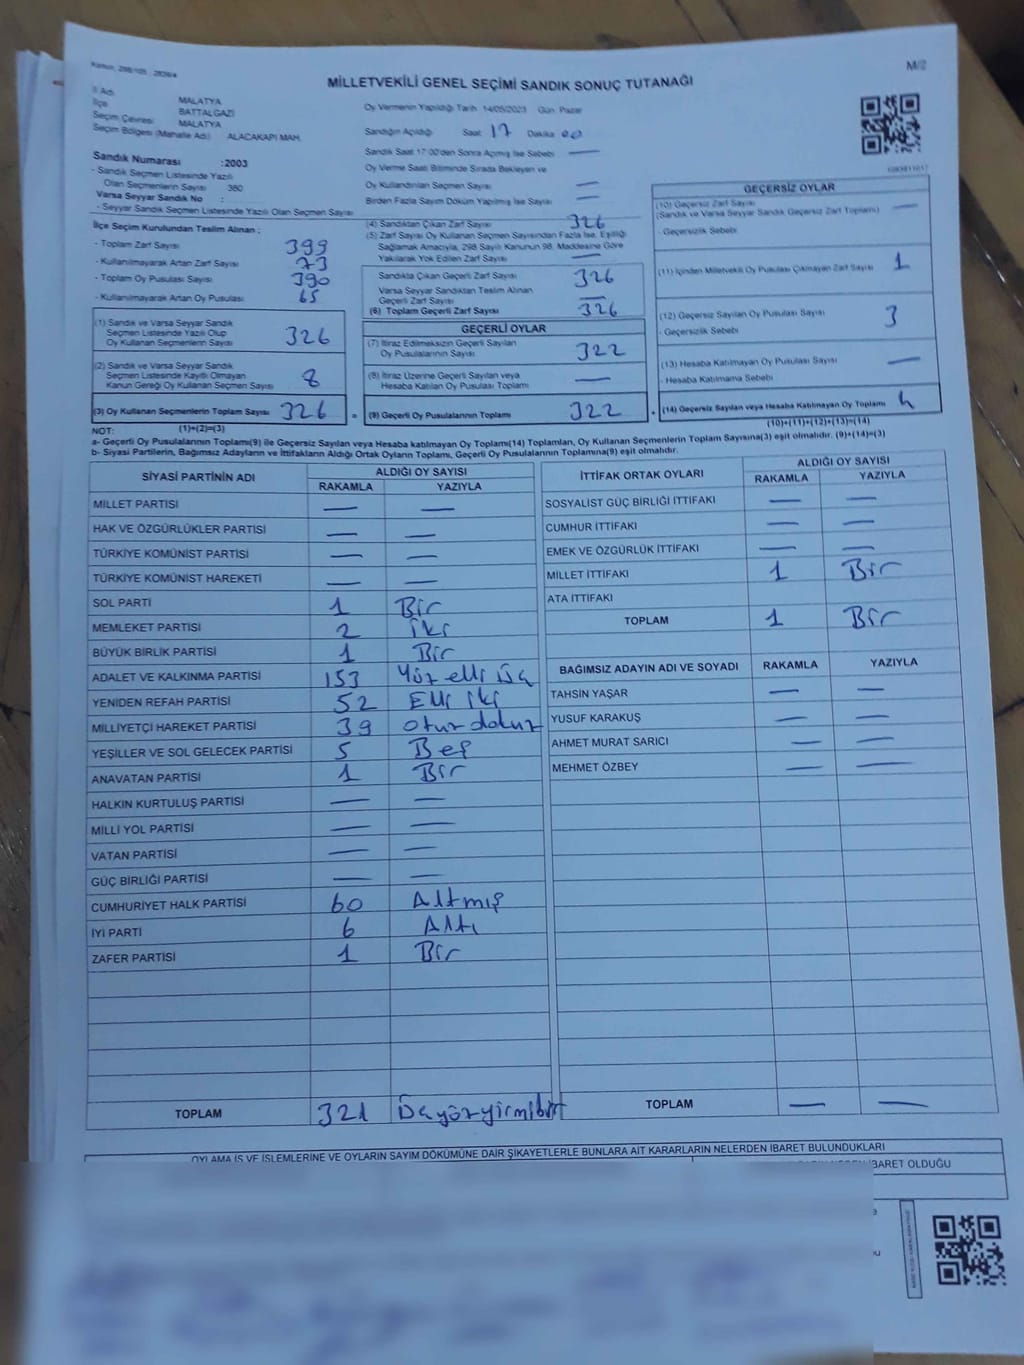 Kanun: 298/105 ; 2839/4
M/2
MİLLETVEKİLİ GENEL SEÇİMİ SANDIK SONUÇ TUTANAĞI
İl Adı MALATYA
İlçe BATTALGAZİ
Seçim Çevresi MALATYA
Seçim Bölgesi (Mahalle Adı) ALACAKAPI MAH.
Oy Vermenin Yapıldığı Tarih 14/05/2023 Gün Pazar
Sandığın Açıldığı Saat 17 Dakika 00
Sandık Saat 17:00'den Sonra Açılmış İse Sebebi —
Oy Verme Saati Bitiminde Sırada Bekleyen ve
Oy Kullandırılan Seçmen Sayısı —
Birden Fazla Sayım Döküm Yapılmış İse Sayısı —
Sandık Numarası :2003
- Sandık Seçmen Listesinde Yazılı
Olan Seçmenlerin Sayısı 380
Varsa Seyyar Sandık No :
- Seyyar Sandık Seçmen Listesinde Yazılı Olan Seçmen Sayısı
İlçe Seçim Kurulundan Teslim Alınan :
- Toplam Zarf Sayısı 399
- Kullanılmayarak Artan Zarf Sayısı 73
- Toplam Oy Pusulası Sayısı 390
- Kullanılmayarak Artan Oy Pusulası 65
(1) Sandık ve Varsa Seyyar Sandık
Seçmen Listesinde Yazılı Olup
Oy Kullanan Seçmenlerin Sayısı 326
(2) Sandık ve Varsa Seyyar Sandık
Seçmen Listesinde Kayıtlı Olmayan
Kanun Gereği Oy Kullanan Seçmen Sayısı 8
(3) Oy Kullanan Seçmenlerin Toplam Sayısı 326 =
(1)+(2)=(3)
(4) Sandıktan Çıkan Zarf Sayısı 326
(5) Zarf Sayısı Oy Kullanan Seçmen Sayısından Fazla İse, Eşitliği
Sağlamak Amacıyla, 298 Sayılı Kanunun 98. Maddesine Göre
Yakılarak Yok Edilen Zarf Sayısı —
Sandıkta Çıkan Geçerli Zarf Sayısı 326
Varsa Seyyar Sandıktan Teslim Alınan
Geçerli Zarf Sayısı —
(6) Toplam Geçerli Zarf Sayısı 326
GEÇERLİ OYLAR
(7) İtiraz Edilmeksizin Geçerli Sayılan
Oy Pusulalarının Sayısı 322
(8) İtiraz Üzerine Geçerli Sayılan veya
Hesaba Katılan Oy Pusulası Toplamı —
(9) Geçerli Oy Pusulalarının Toplamı 322 +
GEÇERSİZ OYLAR
(10) Geçersiz Zarf Sayısı —
(Sandık ve Varsa Seyyar Sandık Geçersiz Zarf Toplamı)
- Geçersizlik Sebebi
(11) İçinden Milletvekili Oy Pusulası Çıkmayan Zarf Sayısı 1
(12) Geçersiz Sayılan Oy Pusulası Sayısı 3
- Geçersizlik Sebebi
(13) Hesaba Katılmayan Oy Pusulası Sayısı —
- Hesaba Katılmama Sebebi
(14) Geçersiz Sayılan veya Hesaba Katılmayan Oy Toplamı 4
(10)+(11)+(12)+(13)=(14)
NOT:
a- Geçerli Oy Pusulalarının Toplamı(9) ile Geçersiz Sayılan veya Hesaba katılmayan Oy Toplamı(14) Toplamları, Oy Kullanan Seçmenlerin Toplam Sayısına(3) eşit olmalıdır. (9)+(14)=(3)
b- Siyasi Partilerin, Bağımsız Adayların ve İttifakların Aldığı Ortak Oyların Toplamı, Geçerli Oy Pusulalarının Toplamına(9) eşit olmalıdır.
SİYASİ PARTİNİN ADI ALDIĞI OY SAYISI
RAKAMLA YAZIYLA
MİLLET PARTİSİ — —
HAK VE ÖZGÜRLÜKLER PARTİSİ — —
TÜRKİYE KOMÜNİST PARTİSİ — —
TÜRKİYE KOMÜNİST HAREKETİ — —
SOL PARTİ 1 Bir
MEMLEKET PARTİSİ 2 iki
BÜYÜK BİRLİK PARTİSİ 1 Bir
ADALET VE KALKINMA PARTİSİ 153 Yüz elli üç
YENİDEN REFAH PARTİSİ 52 Elli iki
MİLLİYETÇİ HAREKET PARTİSİ 39 otuz dokuz
YEŞİLLER VE SOL GELECEK PARTİSİ 5 Beş
ANAVATAN PARTİSİ 1 Bir
HALKIN KURTULUŞ PARTİSİ — —
MİLLİ YOL PARTİSİ — —
VATAN PARTİSİ — —
GÜÇ BİRLİĞİ PARTİSİ — —
CUMHURİYET HALK PARTİSİ 60 Altmış
İYİ PARTİ 6 Altı
ZAFER PARTİSİ 1 Bir
TOPLAM 321 Üçyüzyirmibir
İTTİFAK ORTAK OYLARI ALDIĞI OY SAYISI
RAKAMLA YAZIYLA
SOSYALİST GÜÇ BİRLİĞİ İTTİFAKI — —
CUMHUR İTTİFAKI — —
EMEK VE ÖZGÜRLÜK İTTİFAKI — —
MİLLET İTTİFAKI 1 Bir
ATA İTTİFAKI
TOPLAM 1 Bir
BAĞIMSIZ ADAYIN ADI VE SOYADI RAKAMLA YAZIYLA
TAHSİN YAŞAR — —
YUSUF KARAKUŞ — —
AHMET MURAT SARICI — —
MEHMET ÖZBEY — —
TOPLAM — —
OYLAMA İŞ VE İŞLEMLERİNE VE OYLARIN SAYIM DÖKÜMÜNE DAİR ŞİKAYETLERLE BUNLARA AİT KARARLARIN NELERDEN İBARET BULUNDUKLARI
İBARET OLDUĞU